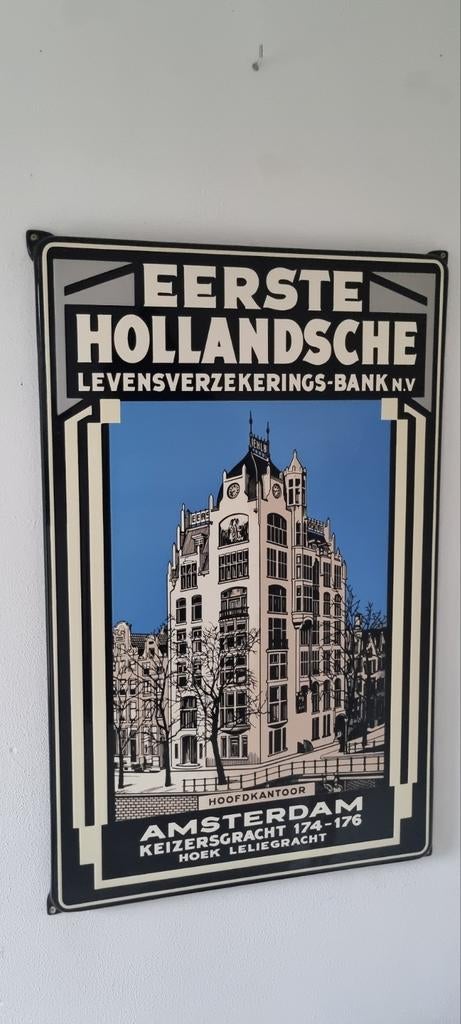 EERSTE
HOLLANDSCHE
LEVENSVERZEKERINGS-BANK N.V
HOOFDKANTOOR
AMSTERDAM
KEIZERSGRACHT 174-176
HOEK LELIEGRACHT